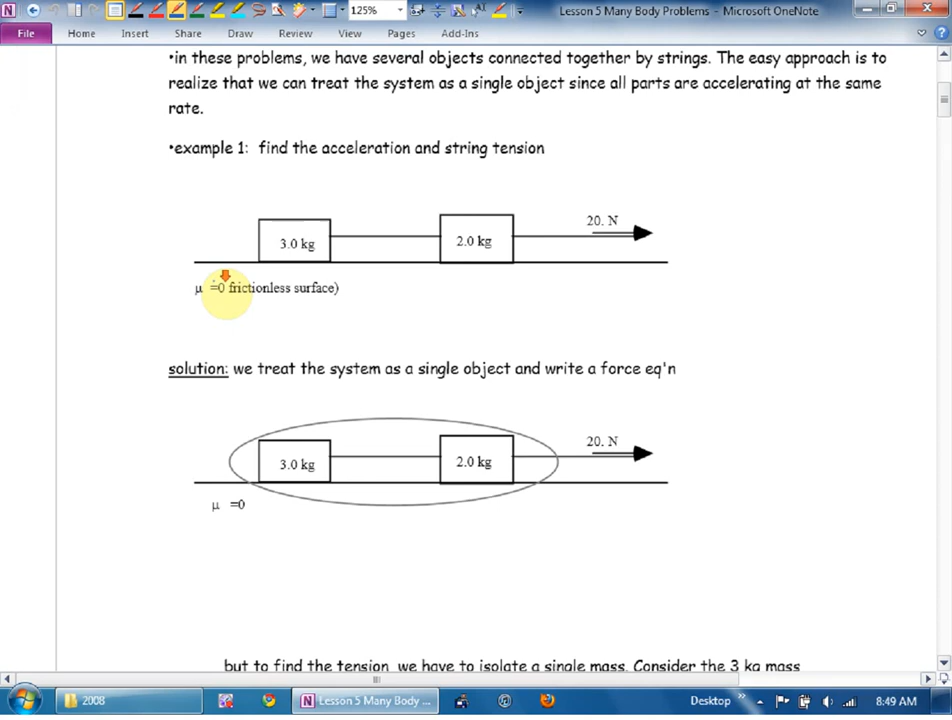 125%
Lesson 5 Many Body Problems - Microsoft OneNote
File Home Insert Share Draw Review View Pages Add-Ins
•in these problems, we have several objects connected together by strings. The easy approach is to
realize that we can treat the system as a single object since all parts are accelerating at the same
rate.
•example 1: find the acceleration and string tension
20. N
3.0 kg
2.0 kg
μ =0 frictionless surface)
solution: we treat the system as a single object and write a force eq'n
20. N
3.0 kg
2.0 kg
μ =0
but to find the tension, we have to isolate a single mass. Consider the 3 kg mass
2008
Lesson 5 Many Body ...
Desktop
8:49 AM